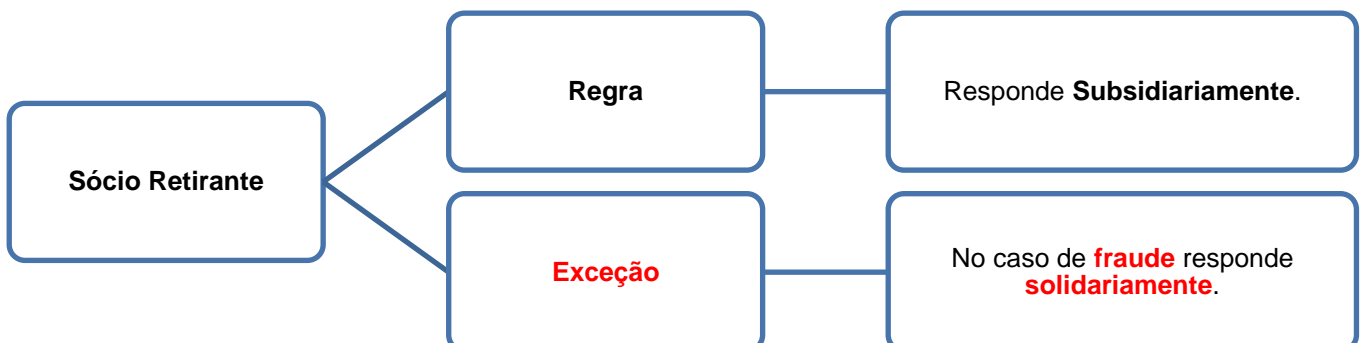 Sócio Retirante
Regra
Responde Subsidiariamente.
Exceção
No caso de fraude responde
solidariamente.